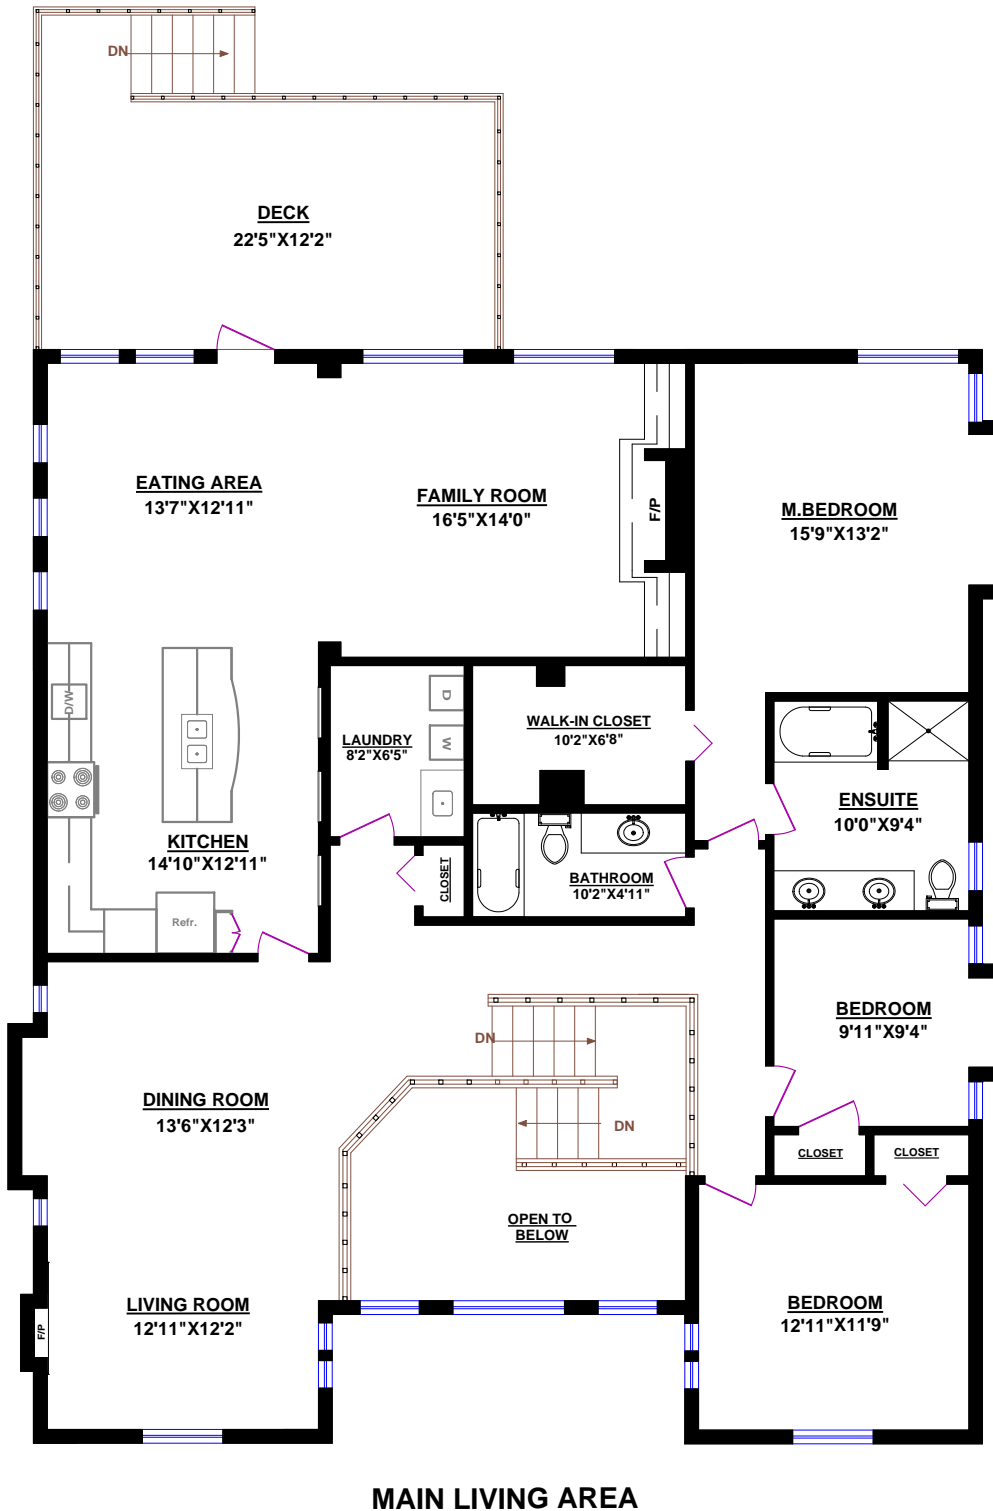 DN
DECK
22'5"X12'2"
EATING AREA
13'7"X12'11"
FAMILY ROOM
16'5"X14'0"
F/P
M.BEDROOM
15'9"X13'2"
D/W
D
W
LAUNDRY
8'2"X6'5"
WALK-IN CLOSET
10'2"X6'8"
KITCHEN
14'10"X12'11"
Refr.
CLOSET
BATHROOM
10'2"X4'11"
ENSUITE
10'0"X9'4"
BEDROOM
9'11"X9'4"
DN
DN
DINING ROOM
13'6"X12'3"
CLOSET
CLOSET
OPEN TO
BELOW
LIVING ROOM
12'11"X12'2"
F/P
BEDROOM
12'11"X11'9"
MAIN LIVING AREA